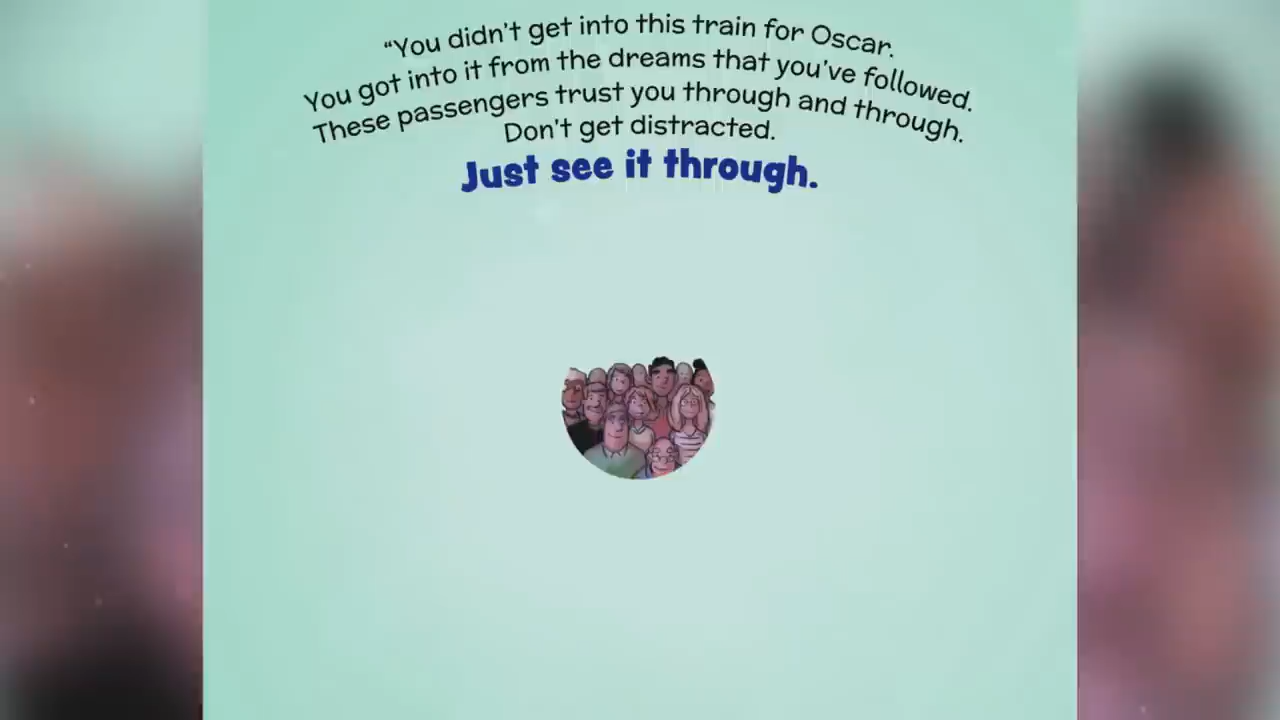 “You didn't get into this train for Oscar.
You got into it from the dreams that you've followed.
These passengers trust you through and through.
Don't get distracted.
Just see it through.